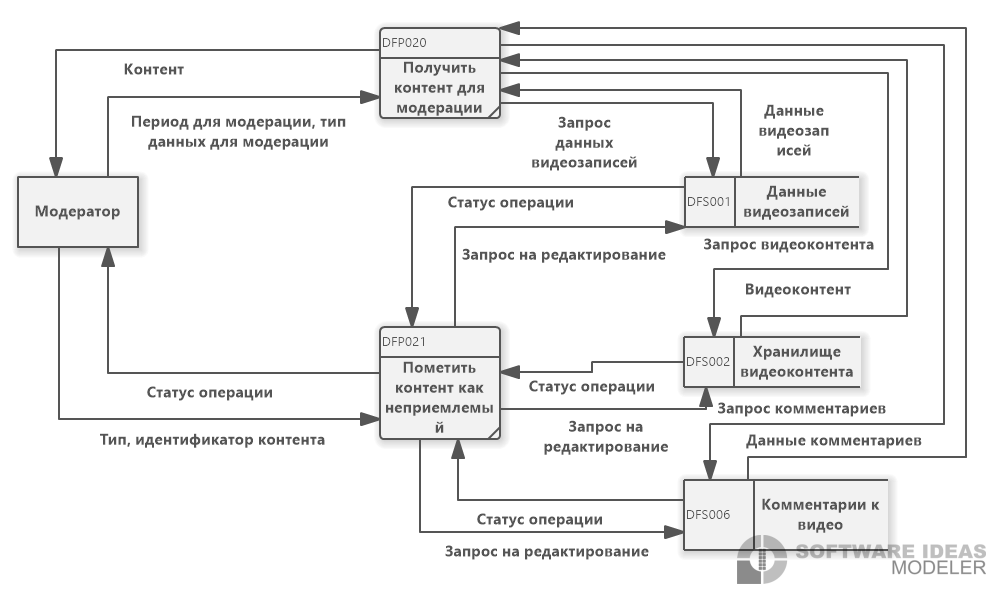 DFP020
Получить
контент для
модерации
Контент
Период для модерации, тип
данных для модерации
Запрос
данных
видеозаписей
Данные
видеозап
исей
Модератор
DFS001
Данные
видеозаписей
Статус операции
Запрос на редактирование
Запрос видеоконтента
Видеоконтент
DFP021
Пометить
контент как
неприемлемы
й
DFS002
Хранилище
видеоконтента
Статус операции
Статус операции
Запрос комментариев
Запрос на
редактирование
Тип, идентификатор контента
Данные комментариев
DFS006
Комментарии к
видео
Статус операции
Запрос на редактирование
SOFTWARE IDEAS
MODELER